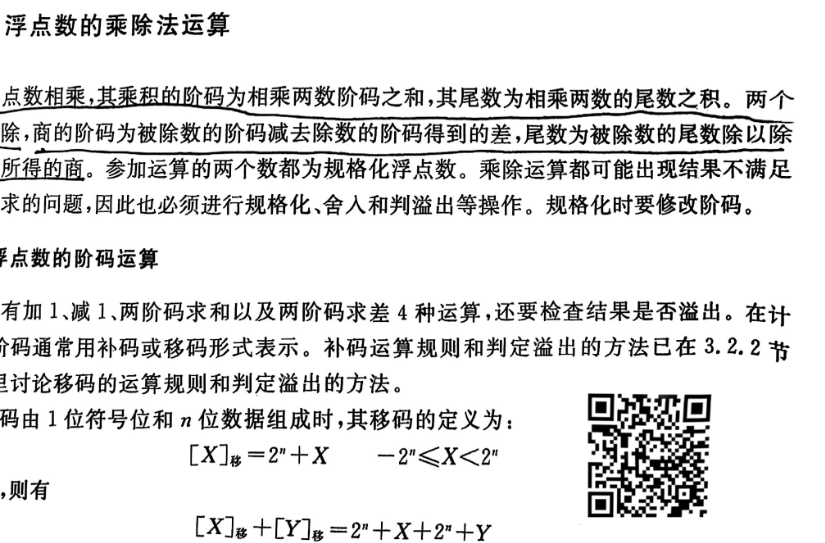 浮点数的乘除法运算
点数相乘,其乘积的阶码为相乘两数阶码之和,其尾数为相乘两数的尾数之积。两个
除,商的阶码为被除数的阶码减去除数的阶码得到的差,尾数为被除数的尾数除以除
所得的商。参加运算的两个数都为规格化浮点数。乘除运算都可能出现结果不满足
求的问题,因此也必须进行规格化、舍入和判溢出等操作。规格化时要修改阶码。
浮点数的阶码运算
有加1、减1、两阶码求和以及两阶码求差4种运算,还要检查结果是否溢出。在计
阶码通常用补码或移码形式表示。补码运算规则和判定溢出的方法已在3.2.2节
里讨论移码的运算规则和判定溢出的方法。
码由1位符号位和n位数据组成时,其移码的定义为:
[X]移=2ⁿ+X  -2ⁿ≤X<2ⁿ
,则有
[X]移+[Y]移=2ⁿ+X+2ⁿ+Y